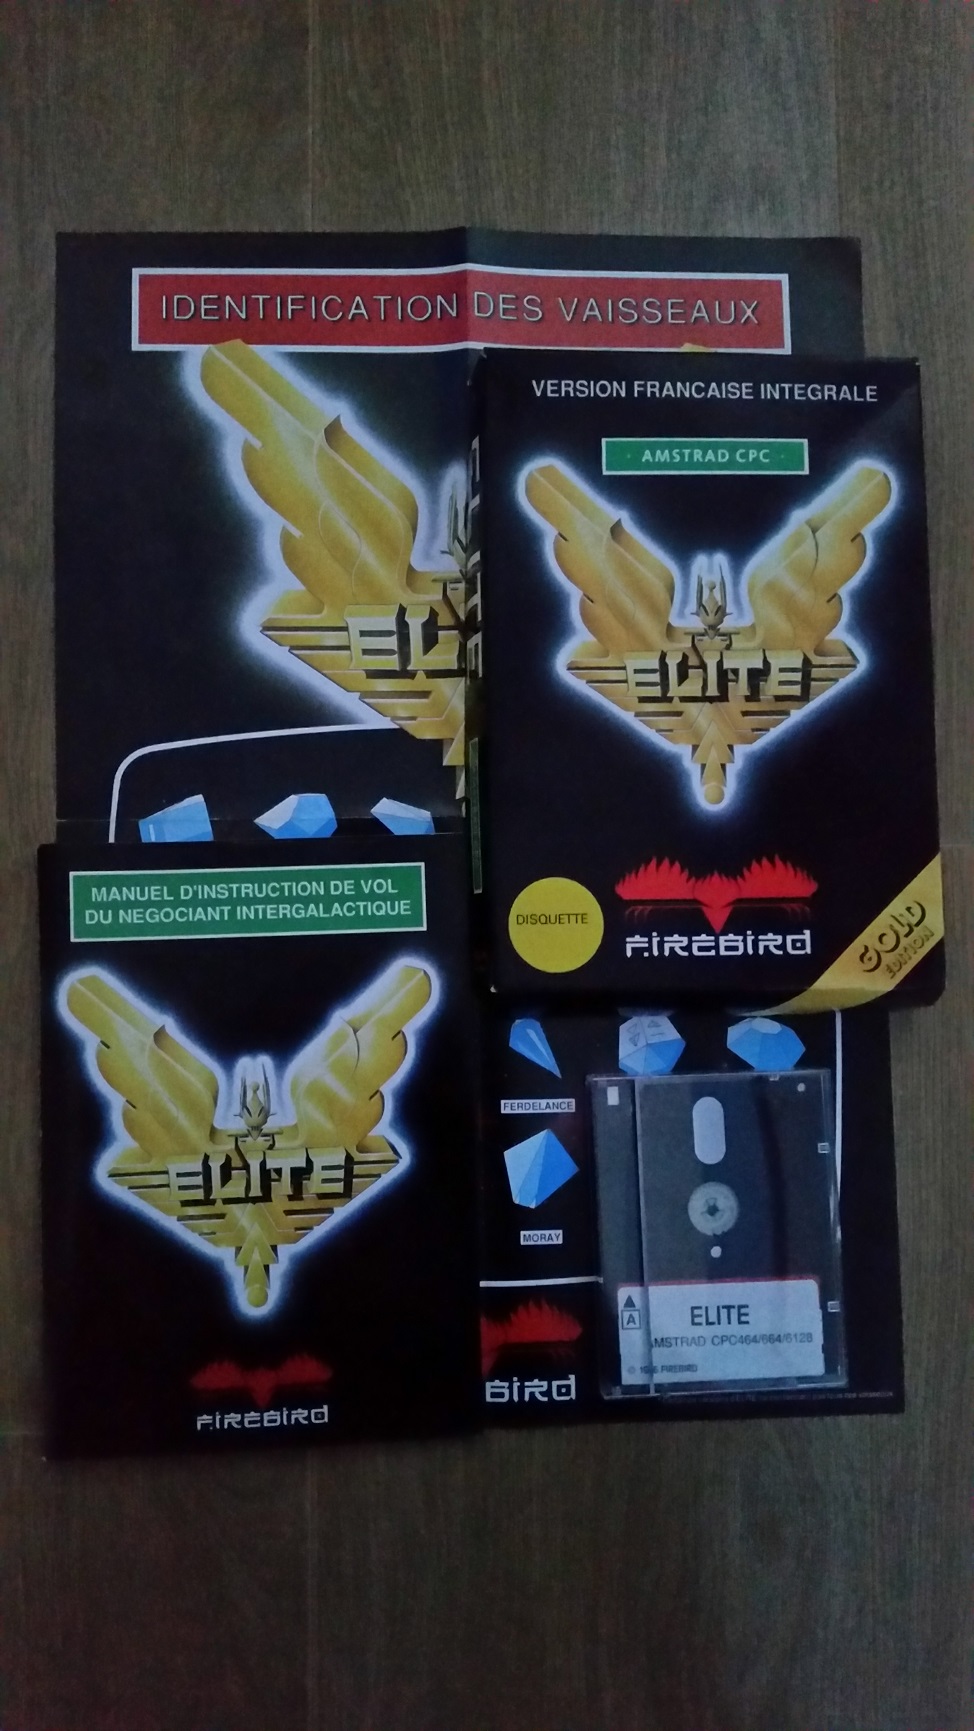 IDENTIFICATION DES VAISSEAUX
VERSION FRANCAISE INTEGRALE
AMSTRAD CPC
ELITE
DISQUETTE
FIREBIRD
GOLD
EDITION
EL
MANUEL D'INSTRUCTION DE VOL
DU NEGOCIANT INTERGALACTIQUE
ELITE
FIREBIRD
FERDELANCE
MORAY
BIRD
A
ELITE
AMSTRAD CPC464/664/6128
FIREBIRD